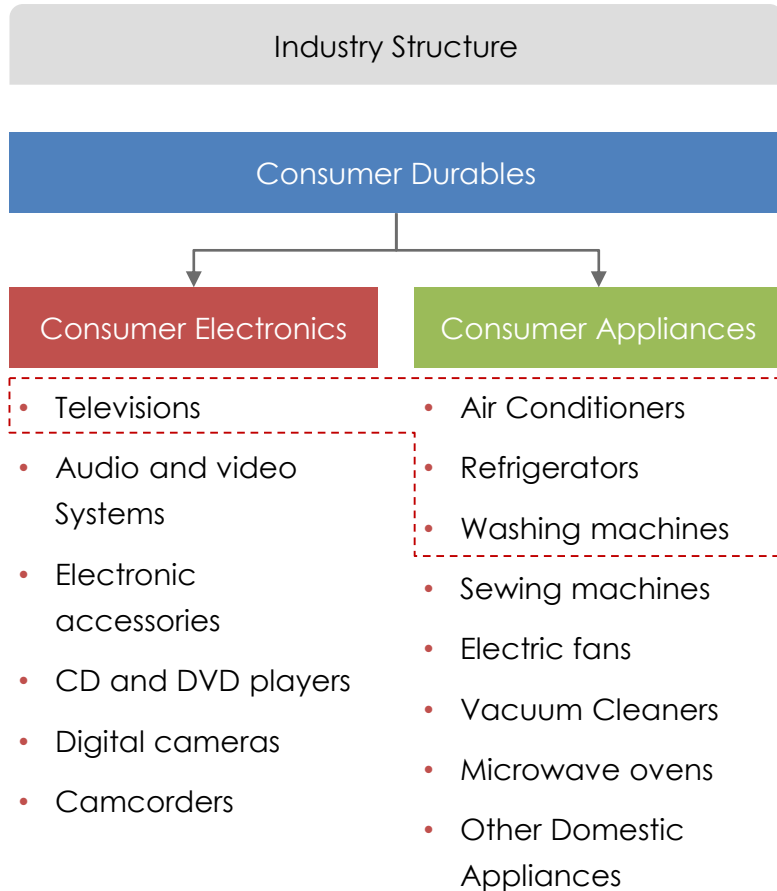 Industry Structure
Consumer Durables
Consumer Electronics
Televisions
Audio and video
Systems
Electronic
accessories
CD and DVD players
Digital cameras
Camcorders
Consumer Appliances
Air Conditioners
Refrigerators
Washing machines
Sewing machines
Electric fans
Vacuum Cleaners
Microwave ovens
Other Domestic
Appliances